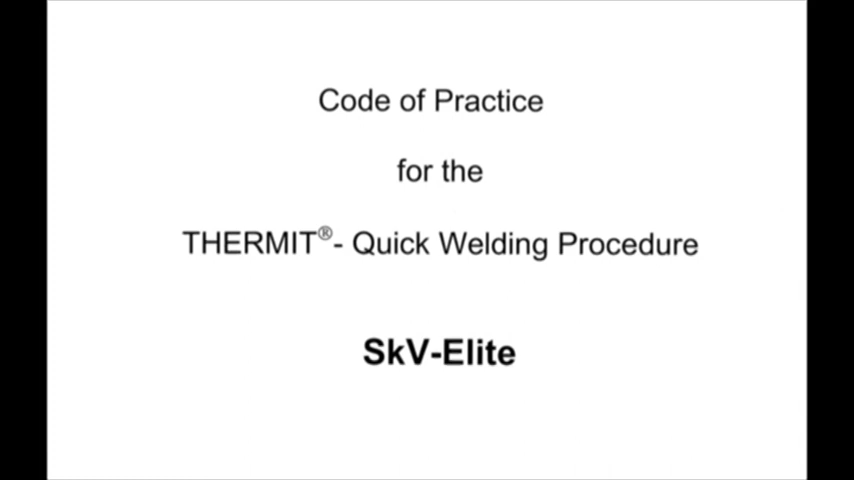 Code of Practice
for the
THERMIT®- Quick Welding Procedure
SkV-Elite